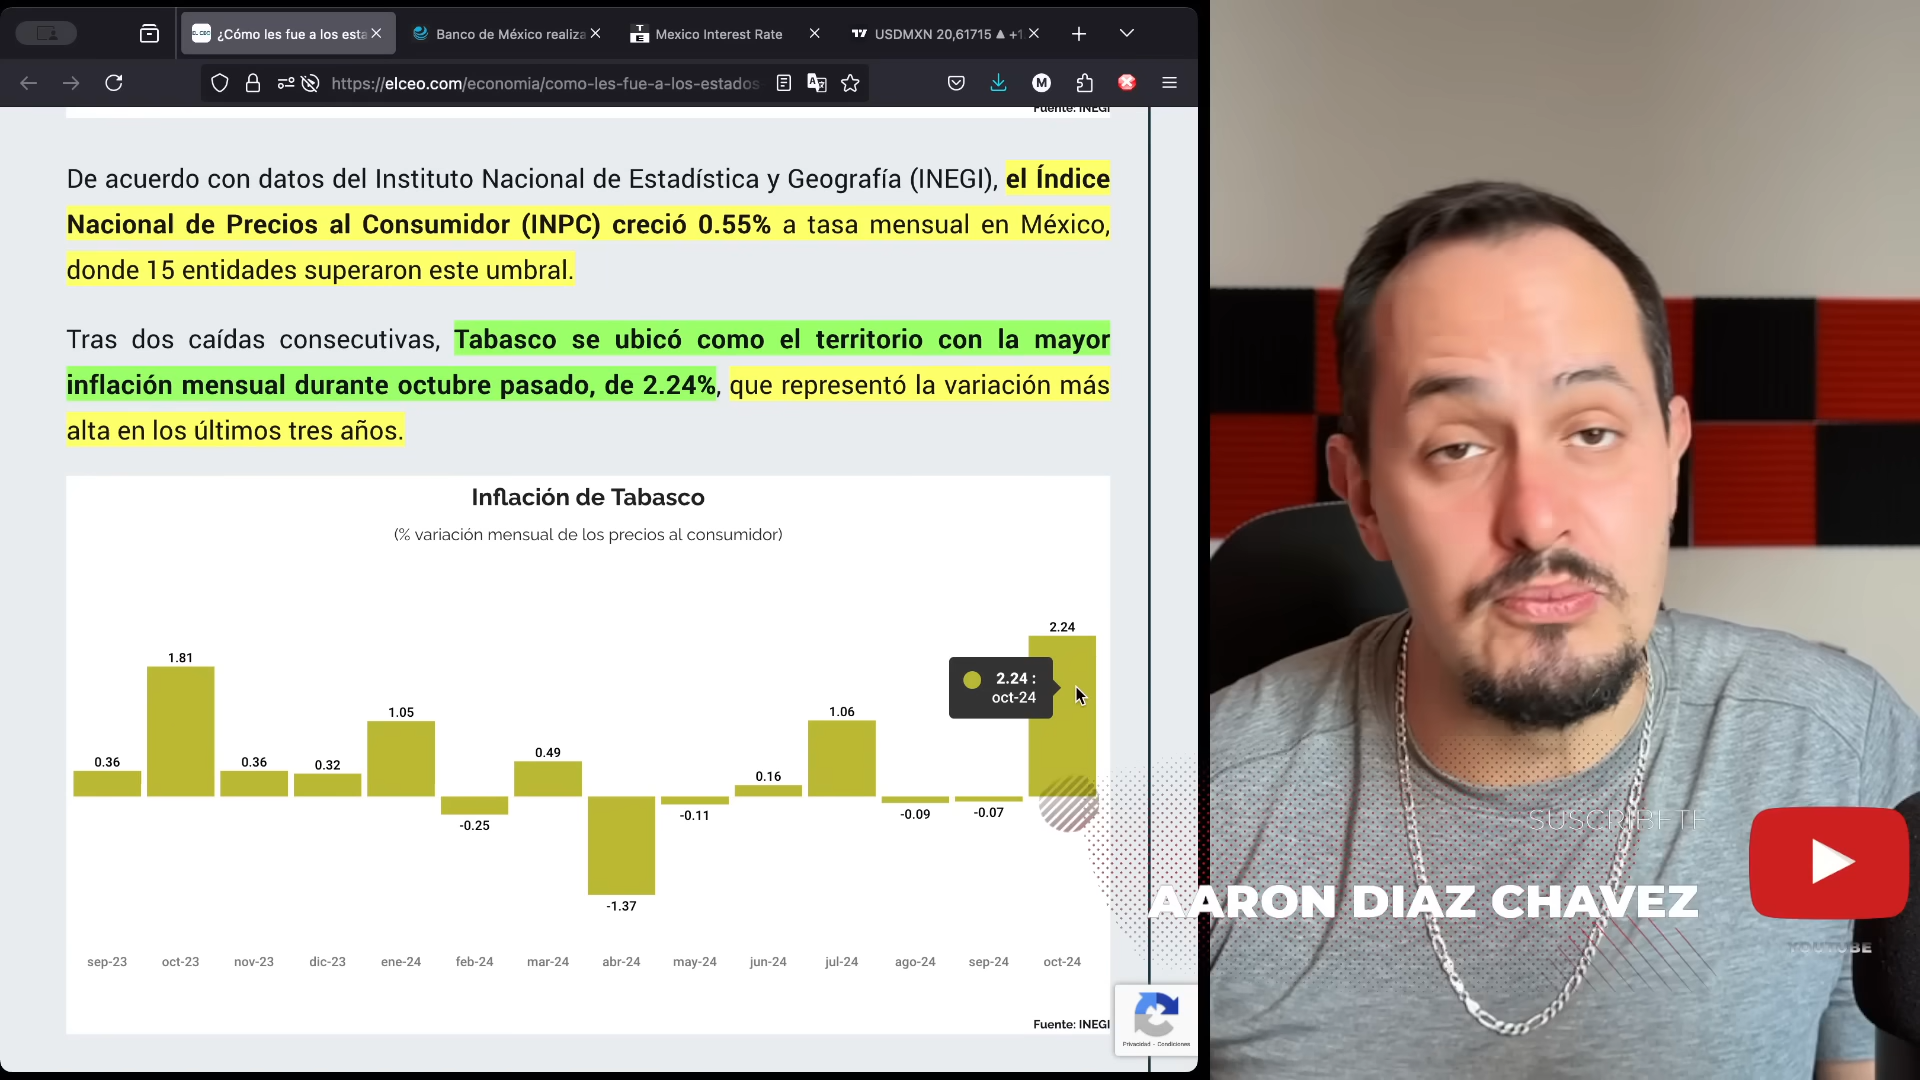 ¿Cómo les fue a los esta
Banco de México realiza
TE
Mexico Interest Rate
USDMXN 20,61715 ▲ +1
https://elceo.com/economia/como-les-fue-a-los-estados
M
Fuente: INEGI
De acuerdo con datos del Instituto Nacional de Estadística y Geografía (INEGI), el Índice
Nacional de Precios al Consumidor (INPC) creció 0.55% a tasa mensual en México,
donde 15 entidades superaron este umbral.
Tras dos caídas consecutivas, Tabasco se ubicó como el territorio con la mayor
inflación mensual durante octubre pasado, de 2.24%, que representó la variación más
alta en los últimos tres años.
Inflación de Tabasco
(% variación mensual de los precios al consumidor)
0.36
1.81
0.36
0.32
1.05
-0.25
0.49
-1.37
-0.11
0.16
1.06
-0.09
-0.07
2.24
2.24 :
oct-24
sep-23 oct-23 nov-23 dic-23 ene-24 feb-24 mar-24 abr-24 may-24 jun-24 jul-24 ago-24 sep-24 oct-24
Fuente: INEGI
Privacidad - Condiciones
SUSCRIBETE
AARON DIAZ CHAVEZ
YOUTUBE